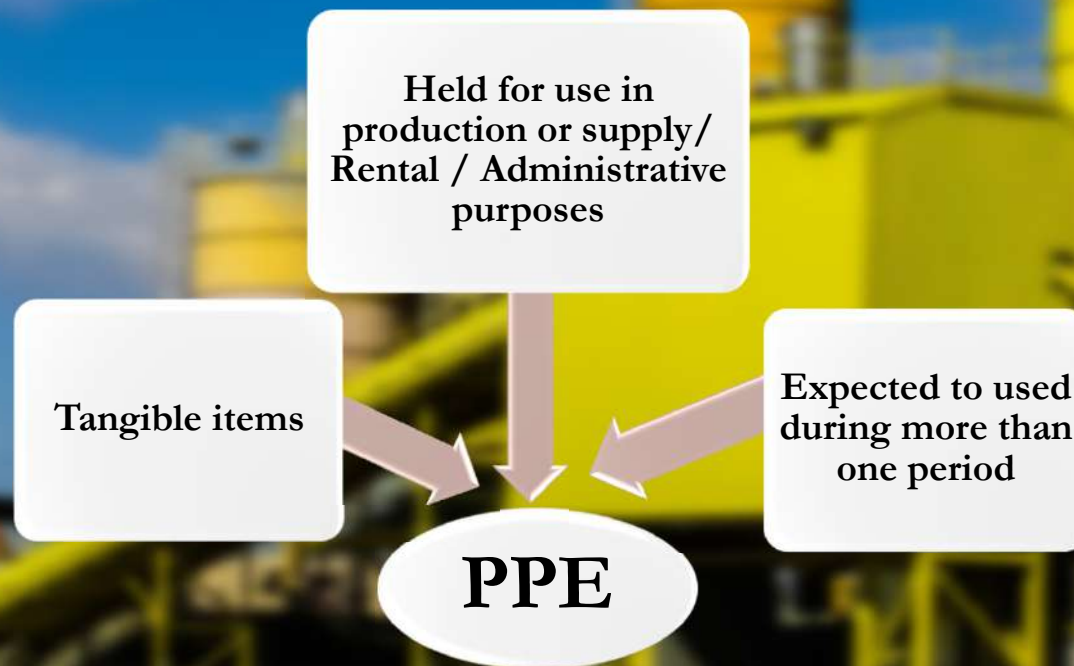 Held for use in
production or supply/
Rental / Administrative
purposes
Tangible items
Expected to used
during more than
one period
PPE